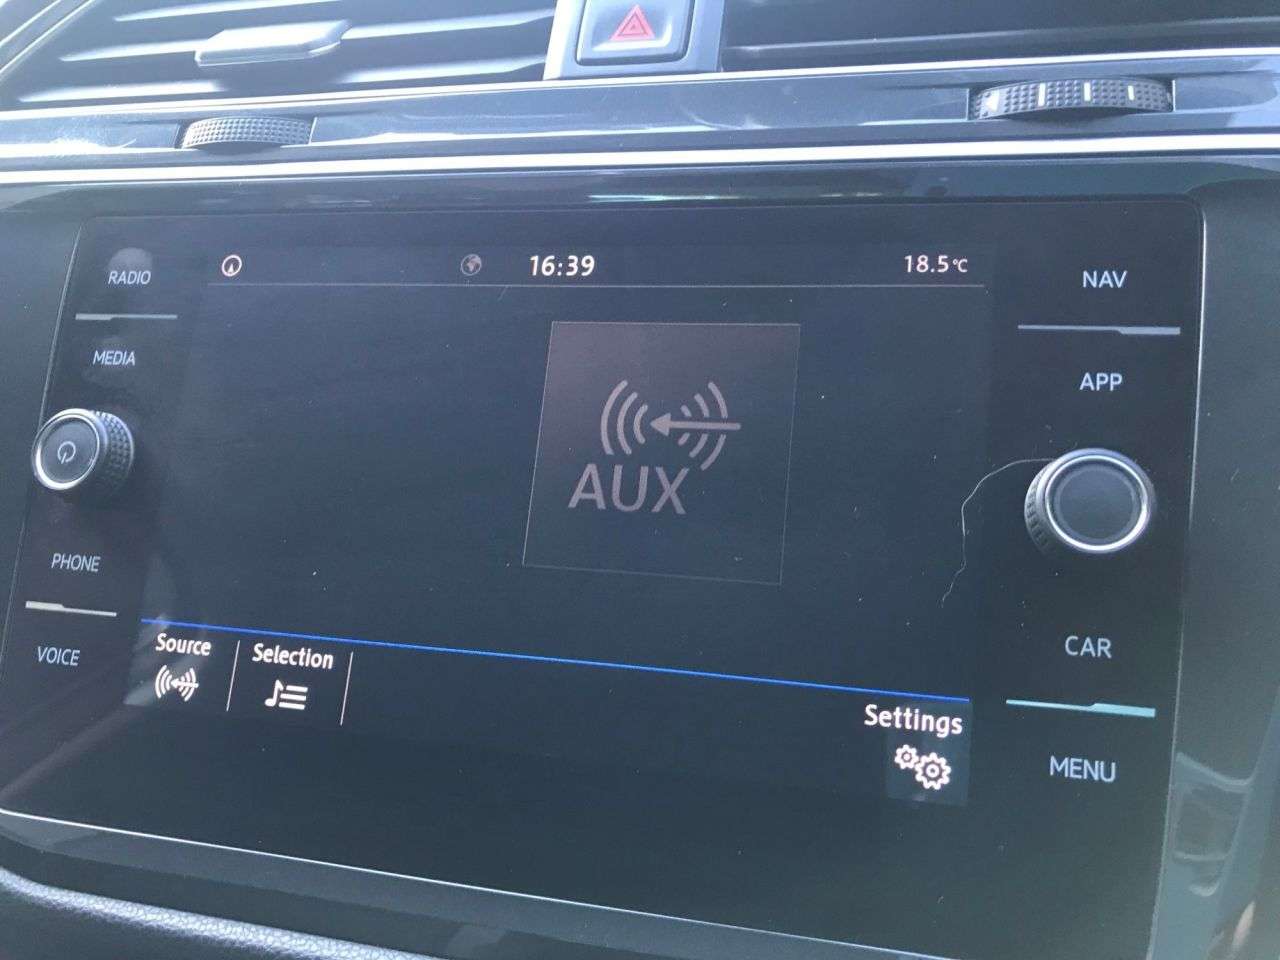 16:39
18.5°C
RADIO
MEDIA
PHONE
VOICE
AUX
Source
Selection
Settings
NAV
APP
CAR
MENU